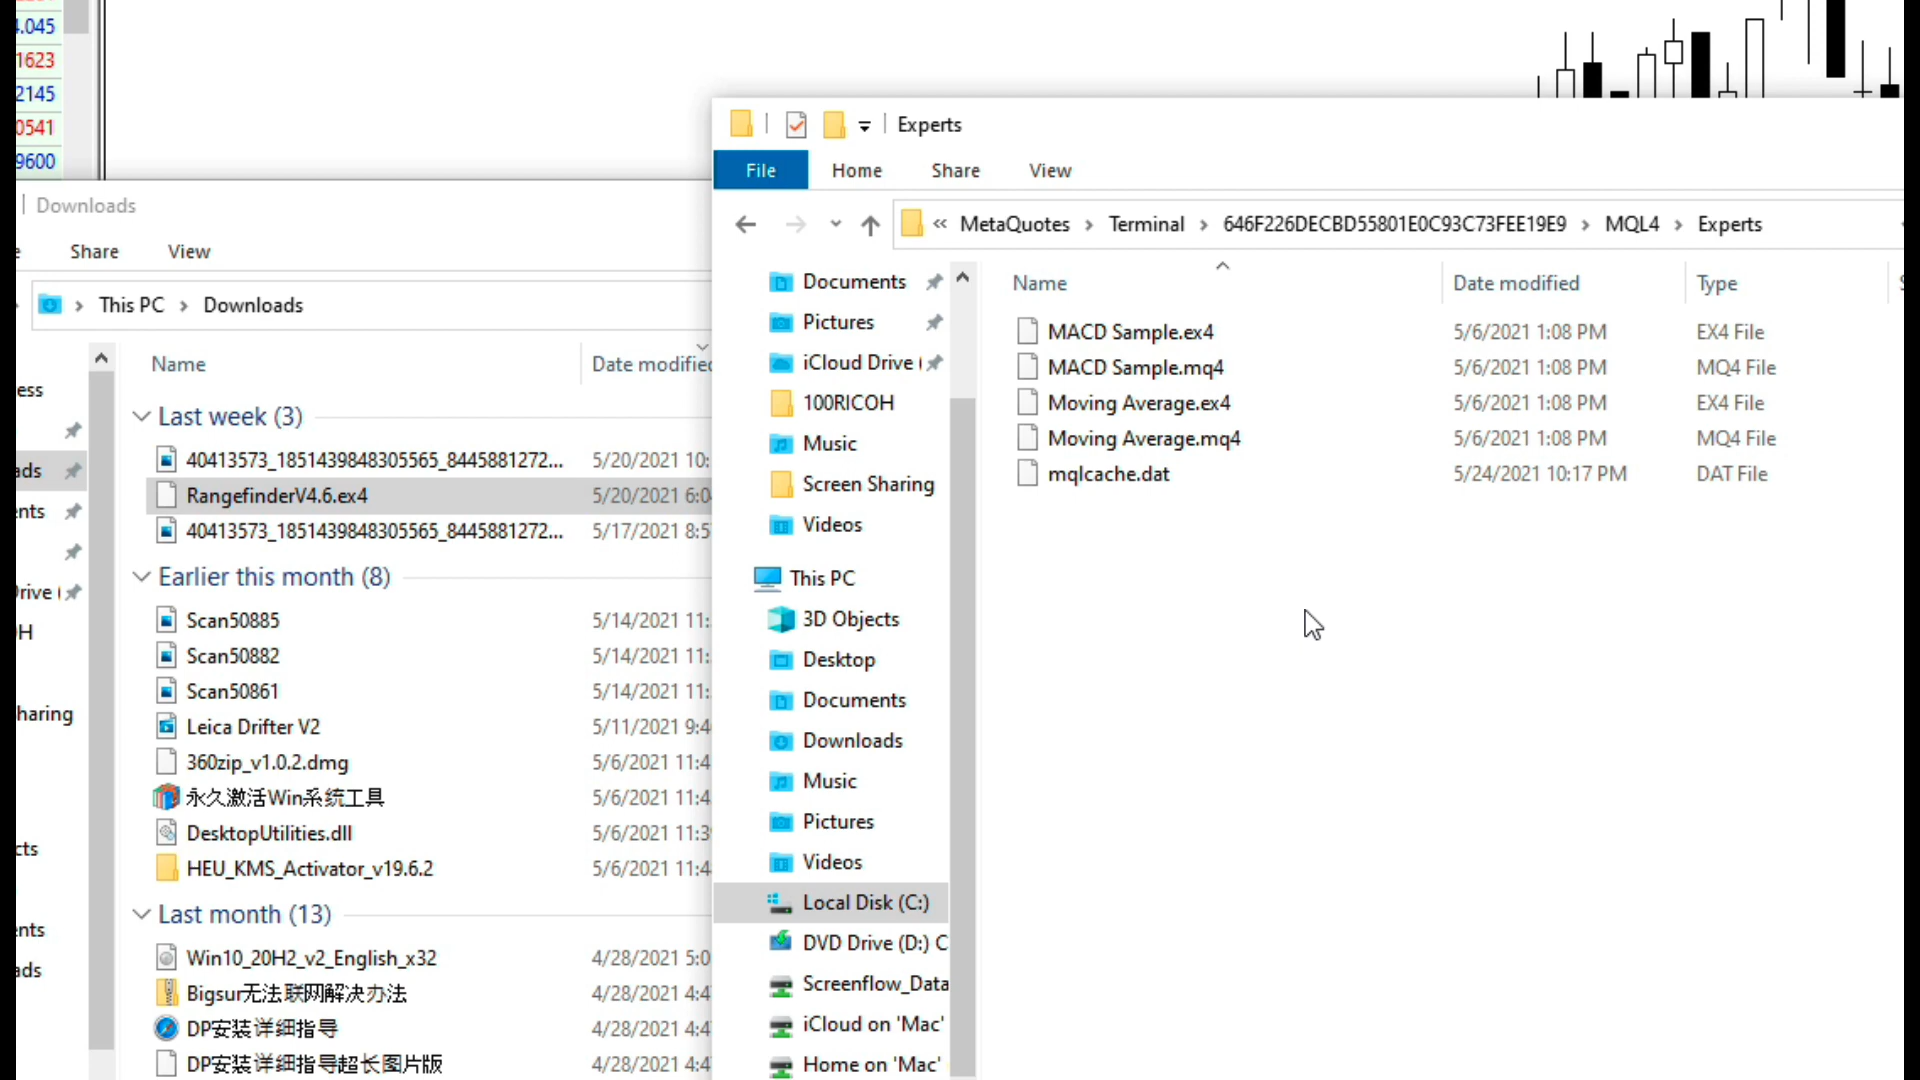 4.045
1623
2145
0541
9600
Downloads
Share View
This PC Downloads
Name Date modified
Last week (3)
40413573_1851439848305565_8445881272... 5/20/2021 10:
RangefinderV4.6.ex4 5/20/2021 6:0
40413573_1851439848305565_8445881272... 5/17/2021 8:5
Earlier this month (8)
Scan50885 5/14/2021 11:
Scan50882 5/14/2021 11:
Scan50861 5/14/2021 11:
Leica Drifter V2 5/11/2021 9:4
360zip_v1.0.2.dmg 5/6/2021 11:4
永久激活Win系统工具 5/6/2021 11:4
DesktopUtilities.dll 5/6/2021 11:3
HEU_KMS_Activator_v19.6.2 5/6/2021 11:4
Last month (13)
Win10_20H2_v2_English_x32 4/28/2021 5:0
Bigsur无法联网解决办法 4/28/2021 4:4
DP安装详细指导 4/28/2021 4:4
DP安装详细指导超长图片版 4/28/2021 4:4
ess
ads
ents
Drive (
OH
haring
cts
ents
ads
Experts
File Home Share View
« MetaQuotes Terminal 646F226DECBD55801E0C93C73FEE19E9 MQL4 Experts
Documents
Pictures
iCloud Drive (
100RICOH
Music
Screen Sharing
Videos
This PC
3D Objects
Desktop
Documents
Downloads
Music
Pictures
Videos
Local Disk (C:)
DVD Drive (D:) C
Screenflow_Data
iCloud on 'Mac'
Home on 'Mac'
Name Date modified Type
MACD Sample.ex4 5/6/2021 1:08 PM EX4 File
MACD Sample.mq4 5/6/2021 1:08 PM MQ4 File
Moving Average.ex4 5/6/2021 1:08 PM EX4 File
Moving Average.mq4 5/6/2021 1:08 PM MQ4 File
mqlcache.dat 5/24/2021 10:17 PM DAT File